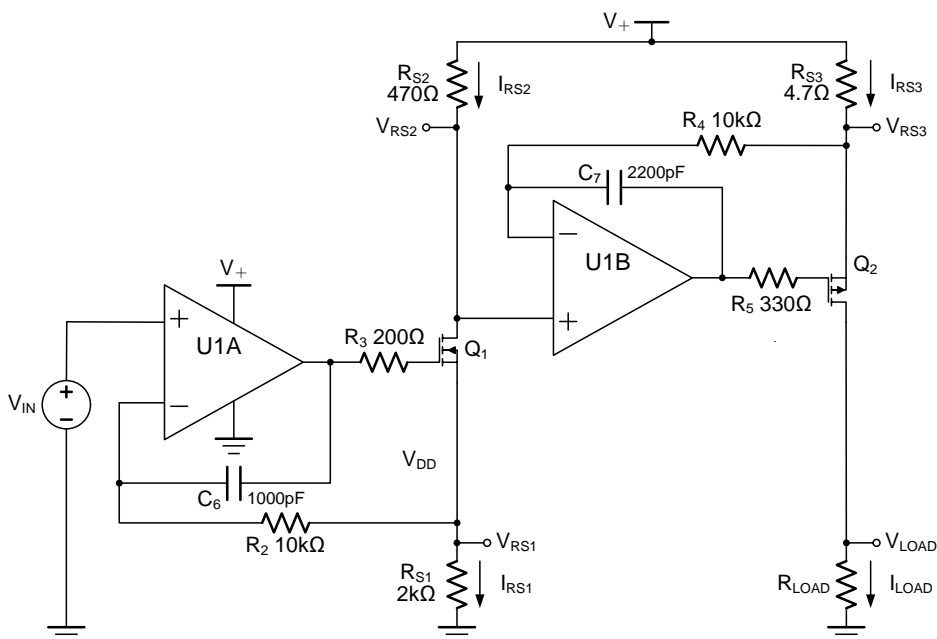 V+
RS2
470Ω
IRS2
RS3
4.7Ω
IRS3
VRS2
R4 10kΩ
VRS3
C7 2200pF
U1B
Q2
V+
R5 330Ω
U1A
R3 200Ω
Q1
VIN
VDD
C6 1000pF
R2 10kΩ
VRS1
VLOAD
RS1
2kΩ
IRS1
RLOAD
ILOAD